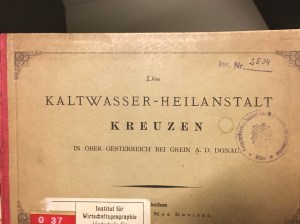 Inv. Nr. 2534
Die
KALTWASSER-HEILANSTALT
KREUZEN
IN OBER-OESTERREICH BEI GREIN A. D. DONAU
Institut für
Wirtschaftsgeographie
O 37